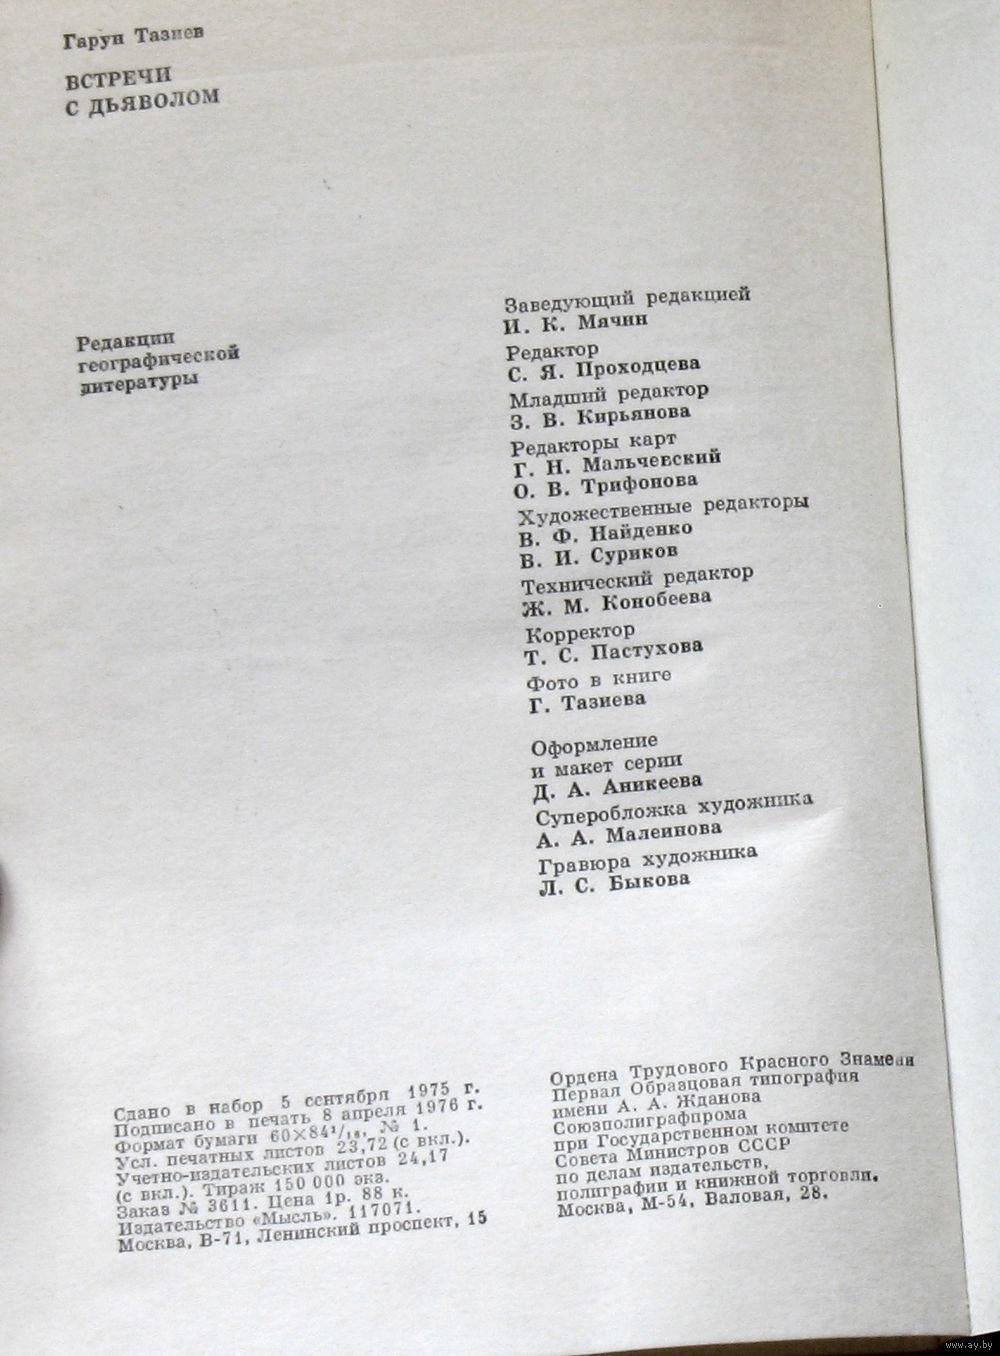 Гарун Тазиев
ВСТРЕЧИ
С ДЬЯВОЛОМ
Редакции
географической
литературы
Заведующий редакцией
И. К. Мячин
Редактор
С. Я. Проходцева
Младший редактор
З. В. Кирьянова
Редакторы карт
Г. Н. Мальчевский
О. В. Трифонова
Художественные редакторы
В. Ф. Найденко
В. И. Суриков
Технический редактор
Ж. М. Конобеева
Корректор
Т. С. Пастухова
Фото в книге
Г. Тазиева
Оформление
и макет серии
Д. А. Аникеева
Суперобложка художника
А. А. Малеинова
Гравюра художника
Л. С. Быкова
Сдано в набор 5 сентября 1975 г.
Подписано в печать 8 апреля 1976 г.
Формат бумаги 60×84¹/₁₆, № 1.
Усл. печатных листов 23,72 (с вкл.).
Учетно-издательских листов 24,17
(с вкл.). Тираж 150 000 экз.
Заказ № 3611. Цена 1р. 88 к.
Издательство «Мысль». 117071.
Москва, В-71, Ленинский проспект, 15
Ордена Трудового Красного Знамени
Первая Образцовая типография
имени А. А. Жданова
Союзполиграфпрома
при Государственном комитете
Совета Министров СССР
по делам издательств,
полиграфии и книжной торговли.
Москва, М-54, Валовая, 28.
www.ay.by